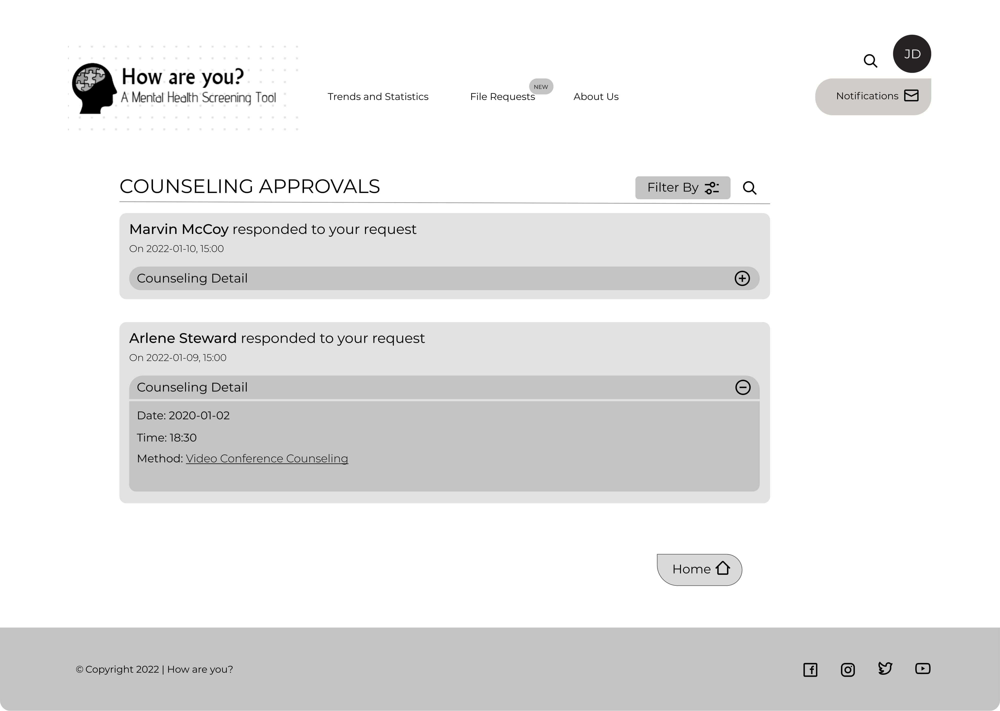 JD
How are you?
A Mental Health Screening Tool
NEW
Trends and Statistics
File Requests
About Us
Notifications
COUNSELING APPROVALS
Filter By
Marvin McCoy responded to your request
On 2022-01-10, 15:00
Counseling Detail
Arlene Steward responded to your request
On 2022-01-09, 15:00
Counseling Detail
Date: 2020-01-02
Time: 18:30
Method: Video Conference Counseling
Home
© Copyright 2022 | How are you?